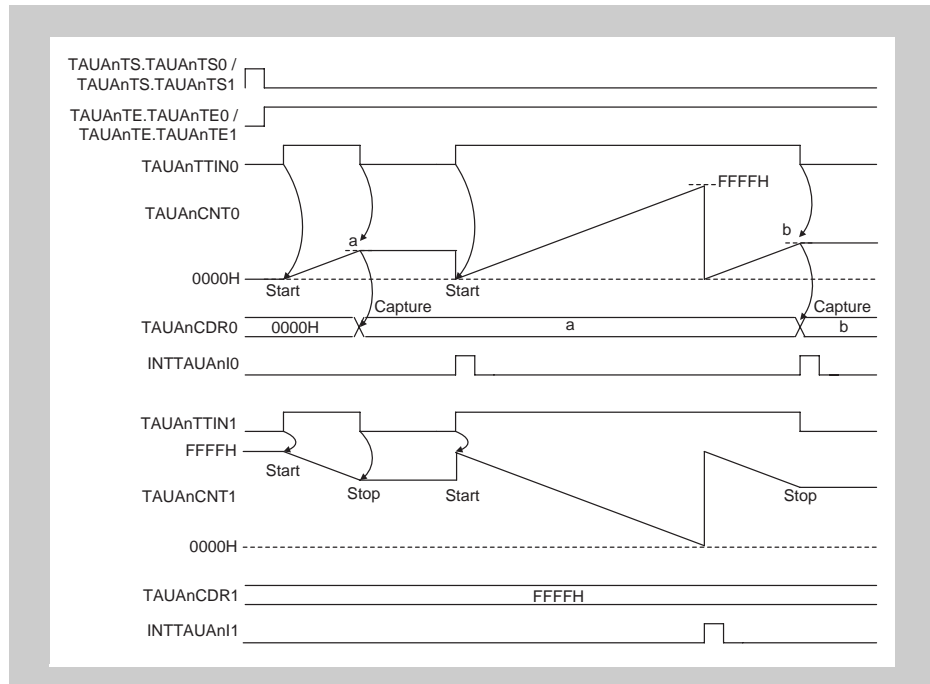 TAUAnTS.TAUAnTS0 /
TAUAnTS.TAUAnTS1
TAUAnTE.TAUAnTE0 /
TAUAnTE.TAUAnTE1
TAUAnTTIN0
FFFFH
TAUAnCNT0
b
a
0000H
Start
Start
Capture
Capture
TAUAnCDR0
0000H
a
b
INTTAUAnI0
TAUAnTTIN1
FFFFH
Start
TAUAnCNT1
Stop
Start
Stop
0000H
TAUAnCDR1
FFFFH
INTTAUAnI1